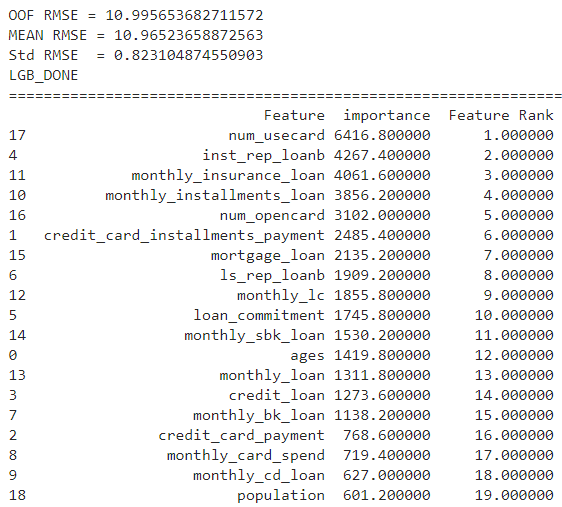 OOF RMSE = 10.995653682711572
MEAN RMSE = 10.96523658872563
Std RMSE  = 0.823104874550903
LGB_DONE
================================================================
Feature  importance  Feature Rank
17 num_usecard 6416.800000 1.000000
4 inst_rep_loanb 4267.400000 2.000000
11 monthly_insurance_loan 4061.600000 3.000000
10 monthly_installments_loan 3856.200000 4.000000
16 num_opencard 3102.000000 5.000000
1 credit_card_installments_payment 2485.400000 6.000000
15 mortgage_loan 2135.200000 7.000000
6 ls_rep_loanb 1909.200000 8.000000
12 monthly_lc 1855.800000 9.000000
5 loan_commitment 1745.800000 10.000000
14 monthly_sbk_loan 1530.200000 11.000000
0 ages 1419.800000 12.000000
13 monthly_loan 1311.800000 13.000000
3 credit_loan 1273.600000 14.000000
7 monthly_bk_loan 1138.200000 15.000000
2 credit_card_payment 768.600000 16.000000
8 monthly_card_spend 719.400000 17.000000
9 monthly_cd_loan 627.000000 18.000000
18 population 601.200000 19.000000